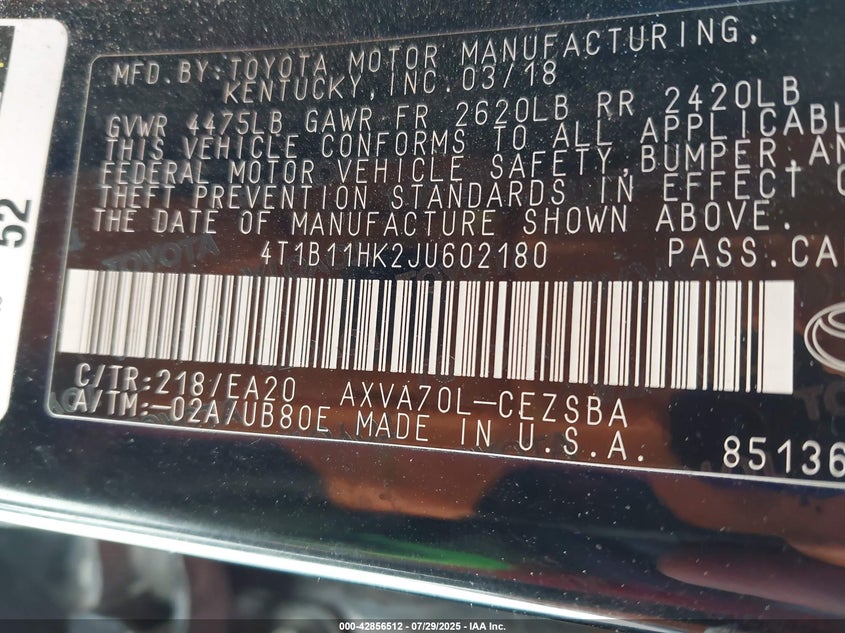 MFD. BY: TOYOTA MOTOR MANUFACTURING,
KENTUCKY, INC. 03/18
GVWR 4475LB GAWR FR 2620LB RR 2420LB
THIS VEHICLE CONFORMS TO ALL APPLICABL
FEDERAL MOTOR VEHICLE SAFETY, BUMPER, AN
THEFT PREVENTION STANDARDS IN EFFECT O
THE DATE OF MANUFACTURE SHOWN ABOVE.
4T1B11HK2JU602180 PASS. CA
C/TR: 218/EA20 AXVA70L-CEZSBA
A/TM: -02A/UB80E MADE IN U.S.A.
85136
52
TOYOTA
000-42856512 / 07/29/2025 - IAA Inc.